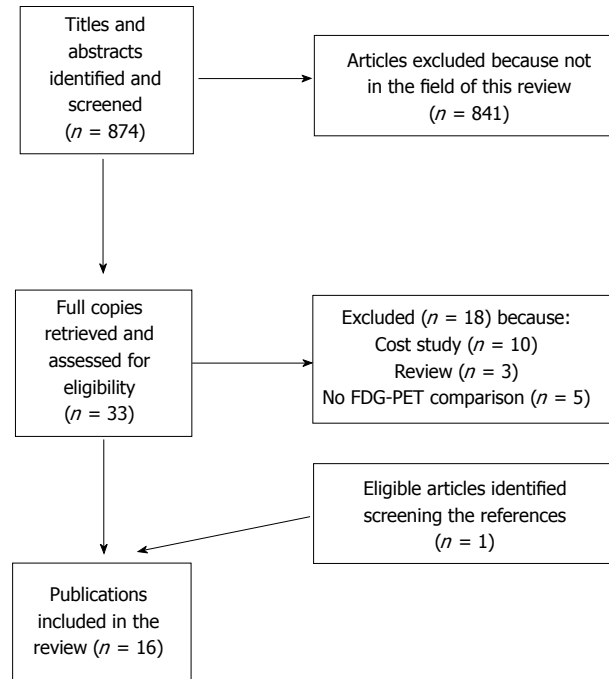 Titles and
abstracts
identified and
screened
(n = 874)
Articles excluded because not
in the field of this review
(n = 841)
Full copies
retrieved and
assessed for
eligibility
(n = 33)
Excluded (n = 18) because:
Cost study (n = 10)
Review (n = 3)
No FDG-PET comparison (n = 5)
Eligible articles identified
screening the references
(n = 1)
Publications
included in the
review (n = 16)